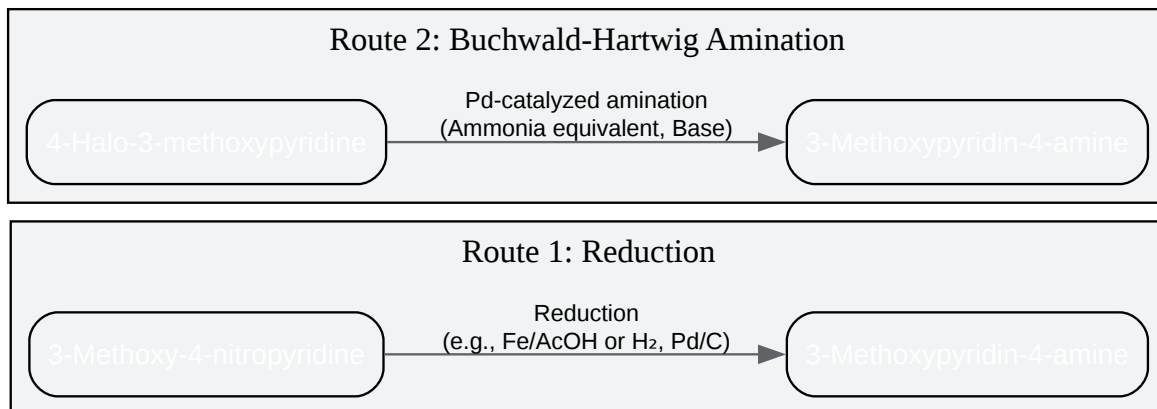 Route 2: Buchwald-Hartwig Amination
Pd-catalyzed amination
(Ammonia equivalent, Base)
4-Halo-3-methoxypyridine
3-Methoxypyridin-4-amine
Route 1: Reduction
Reduction
(e.g., Fe/AcOH or H₂, Pd/C)
3-Methoxy-4-nitropyridine
3-Methoxypyridin-4-amine